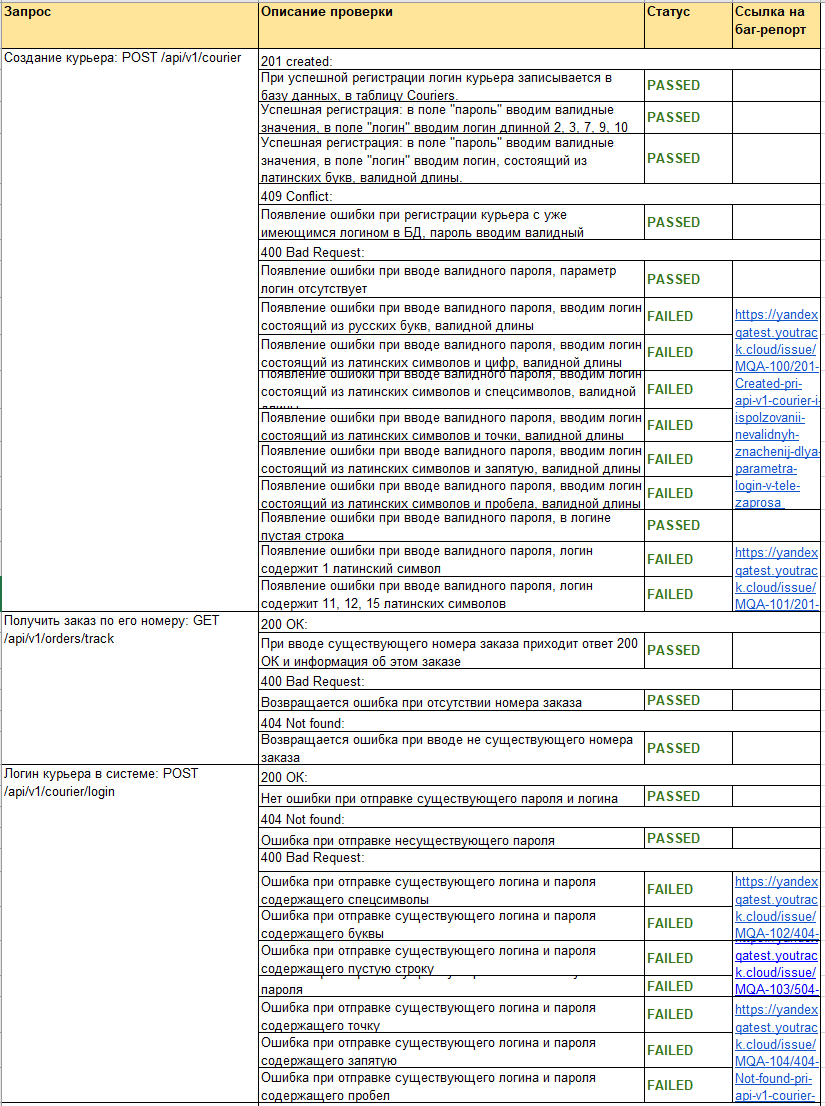 Запрос
Описание проверки
Статус
Ссылка на
баг-репорт
Создание курьера: POST /api/v1/courier
201 created:
При успешной регистрации логин курьера записывается в
базу данных, в таблицу Couriers.
PASSED
Успешная регистрация: в поле "пароль" вводим валидные
значения, в поле "логин" вводим логин длинной 2, 3, 7, 9, 10
PASSED
Успешная регистрация: в поле "пароль" вводим валидные
значения, в поле "логин" вводим логин, состоящий из
латинских букв, валидной длины.
PASSED
409 Conflict:
Появление ошибки при регистрации курьера с уже
имеющимся логином в БД, пароль вводим валидный
PASSED
400 Bad Request:
Появление ошибки при вводе валидного пароля, параметр
логин отсутствует
PASSED
Появление ошибки при вводе валидного пароля, вводим логин
состоящий из русских букв, валидной длины
FAILED
Появление ошибки при вводе валидного пароля, вводим логин
состоящий из латинских символов и цифр, валидной длины
FAILED
Появление ошибки при вводе валидного пароля, вводим логин
состоящий из латинских символов и спецсимволов, валидной
длины
FAILED
Появление ошибки при вводе валидного пароля, вводим логин
состоящий из латинских символов и точки, валидной длины
FAILED
Появление ошибки при вводе валидного пароля, вводим логин
состоящий из латинских символов и запятую, валидной длины
FAILED
Появление ошибки при вводе валидного пароля, вводим логин
состоящий из латинских символов и пробела, валидной длины
FAILED
https://yandex
qatest.youtrac
k.cloud/issue/
MQA-100/201-
Created-pri-
api-v1-courier-i-
ispolzovanii-
nevalidnyh-
znachenij-dlya-
parametra-
login-v-tele-
zaprosa
Появление ошибки при вводе валидного пароля, в логине
пустая строка
PASSED
Появление ошибки при вводе валидного пароля, логин
содержит 1 латинский символ
FAILED
Появление ошибки при вводе валидного пароля, логин
содержит 11, 12, 15 латинских символов
FAILED
https://yandex
qatest.youtrac
k.cloud/issue/
MQA-101/201-
Получить заказ по его номеру: GET
/api/v1/orders/track
200 OK:
При вводе существующего номера заказа приходит ответ 200
ОК и информация об этом заказе
PASSED
400 Bad Request:
Возвращается ошибка при отсутствии номера заказа
PASSED
404 Not found:
Возвращается ошибка при вводе не существующего номера
заказа
PASSED
Логин курьера в системе: POST
/api/v1/courier/login
200 OK:
Нет ошибки при отправке существующего пароля и логина
PASSED
404 Not found:
Ошибка при отправке несуществующего пароля
PASSED
400 Bad Request:
Ошибка при отправке существующего логина и пароля
содержащего спецсимволы
FAILED
Ошибка при отправке существующего логина и пароля
содержащего буквы
FAILED
https://yandex
qatest.youtrac
k.cloud/issue/
MQA-102/404-
Ошибка при отправке существующего логина и пароля
содержащего пустую строку
FAILED
пароля
FAILED
qatest.youtrac
k.cloud/issue/
MQA-103/504-
Ошибка при отправке существующего логина и пароля
содержащего точку
FAILED
Ошибка при отправке существующего логина и пароля
содержащего запятую
FAILED
Ошибка при отправке существующего логина и пароля
содержащего пробел
FAILED
https://yandex
qatest.youtrac
k.cloud/issue/
MQA-104/404-
Not-found-pri-
api-v1-courier-